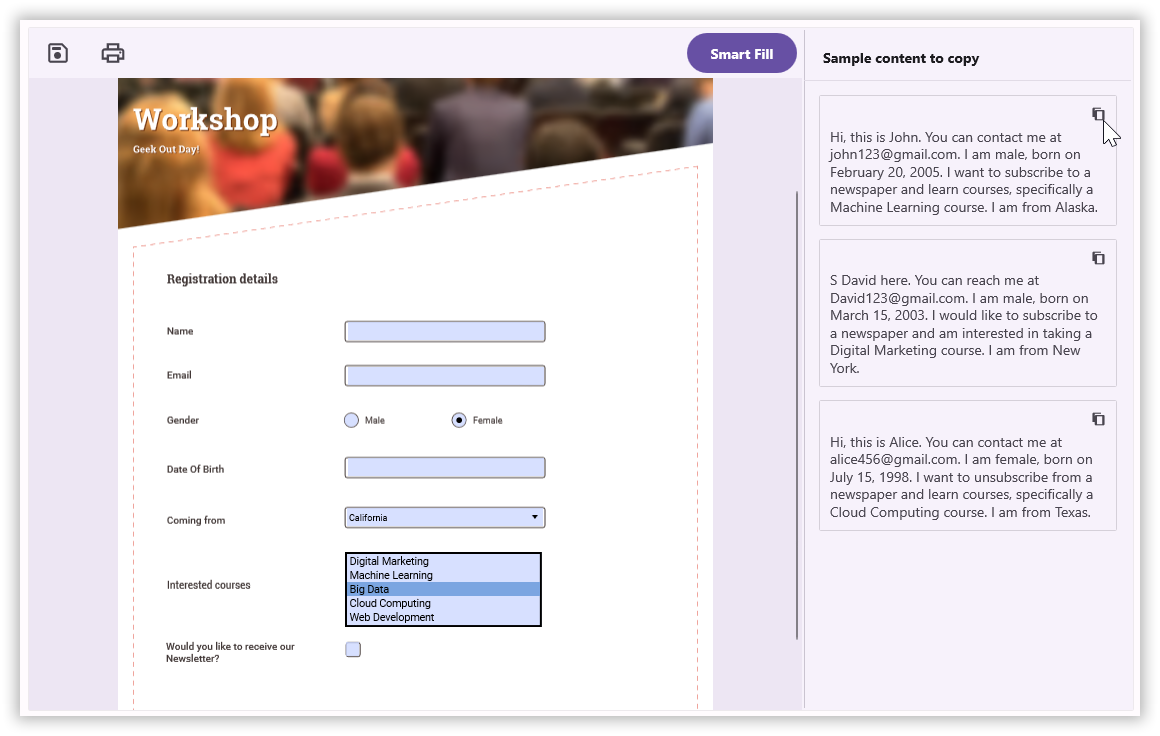 Smart Fill
Sample content to copy
Workshop
Geek Out Day!
Registration details
Name
Email
Gender
Male
Female
Date Of Birth
Coming from
California
Interested courses
Digital Marketing
Machine Learning
Big Data
Cloud Computing
Web Development
Would you like to receive our
Newsletter?
Hi, this is John. You can contact me at
john123@gmail.com. I am male, born on
February 20, 2005. I want to subscribe to a
newspaper and learn courses, specifically a
Machine Learning course. I am from Alaska.
S David here. You can reach me at
David123@gmail.com. I am male, born on
March 15, 2003. I would like to subscribe to
a newspaper and am interested in taking a
Digital Marketing course. I am from New
York.
Hi, this is Alice. You can contact me at
alice456@gmail.com. I am female, born on
July 15, 1998. I want to unsubscribe from a
newspaper and learn courses, specifically a
Cloud Computing course. I am from Texas.